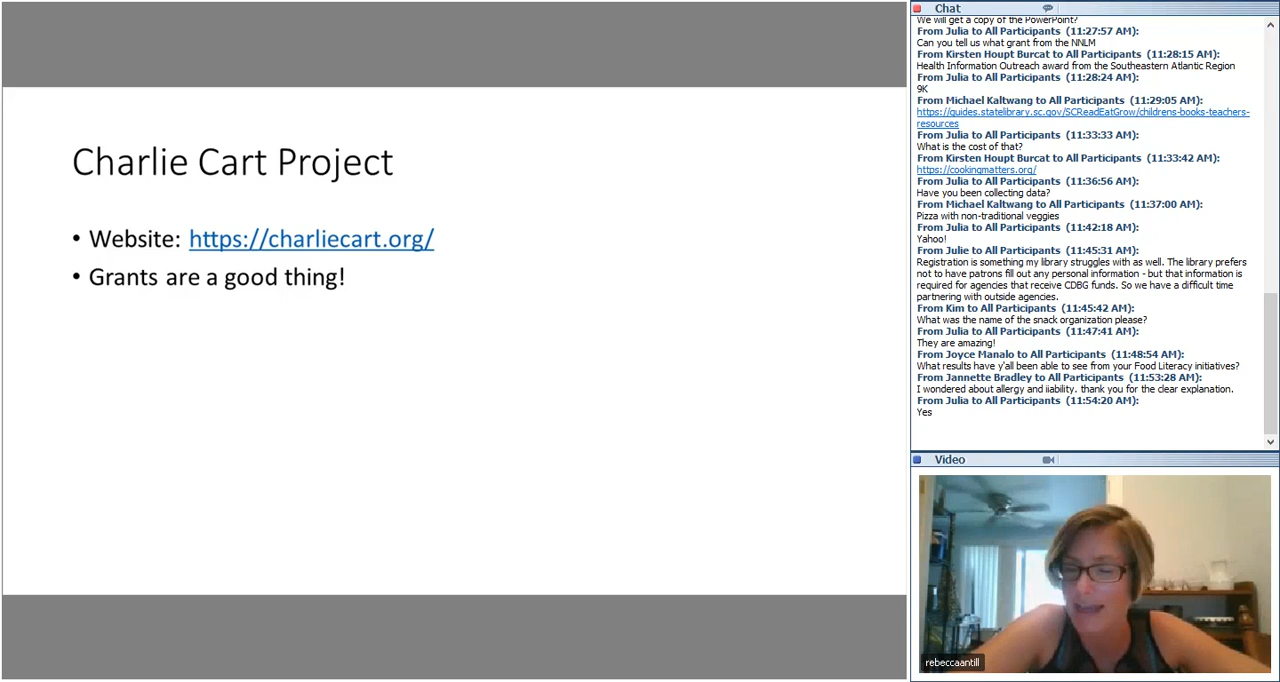 Charlie Cart Project
• Website: https://charliecart.org/
• Grants are a good thing!
Chat
We will get a copy of the PowerPoint?
From Julia to All Participants (11:27:57 AM):
Can you tell us what grant from the NNLM
From Kirsten Houpt Burcat to All Participants (11:28:15 AM):
Health Information Outreach award from the Southeastern Atlantic Region
From Julia to All Participants (11:28:24 AM):
9K
From Michael Kaltwang to All Participants (11:29:05 AM):
https://guides.statelibrary.sc.gov/SCReadEatGrow/childrens-books-teachers-
resources
From Julia to All Participants (11:33:33 AM):
What is the cost of that?
From Kirsten Houpt Burcat to All Participants (11:33:42 AM):
https://cookingmatters.org/
From Julia to All Participants (11:36:56 AM):
Have you been collecting data?
From Michael Kaltwang to All Participants (11:37:00 AM):
Pizza with non-traditional veggies
From Julia to All Participants (11:42:18 AM):
Yahoo!
From Julie to All Participants (11:45:31 AM):
Registration is something my library struggles with as well. The library prefers
not to have patrons fill out any personal information - but that information is
required for agencies that receive CDBG funds. So we have a difficult time
partnering with outside agencies.
From Kim to All Participants (11:45:42 AM):
What was the name of the snack organization please?
From Julia to All Participants (11:47:41 AM):
They are amazing!
From Joyce Manalo to All Participants (11:48:54 AM):
What results have y'all been able to see from your Food Literacy initiatives?
From Jannette Bradley to All Participants (11:53:28 AM):
I wondered about allergy and iiability. thank you for the clear explanation.
From Julia to All Participants (11:54:20 AM):
Yes
Video
rebeccaantill